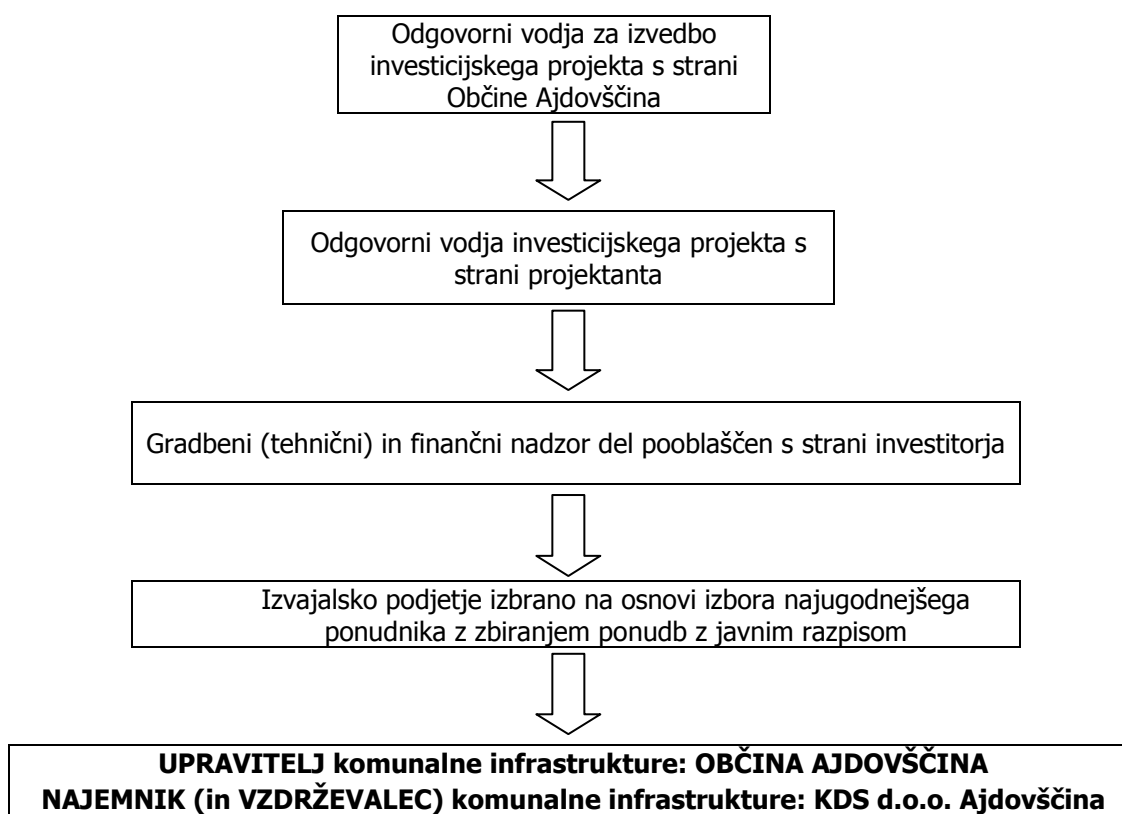 Odgovorni vodja za izvedbo
investicijskega projekta s strani
Občine Ajdovščina
Odgovorni vodja investicijskega projekta s
strani projektanta
Gradbeni (tehnični) in finančni nadzor del pooblaščen s strani investitorja
Izvajalsko podjetje izbrano na osnovi izbora najugodnejšega
ponudnika z zbiranjem ponudb z javnim razpisom
UPRAVITELJ komunalne infrastrukture: OBČINA AJDOVŠČINA
NAJEMNIK (in VZDRŽEVALEC) komunalne infrastrukture: KDS d.o.o. Ajdovščina